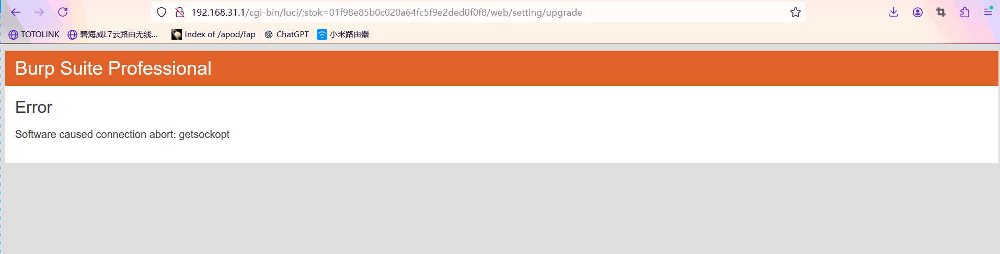 192.168.31.1/cgi-bin/luci/;stok=01f98e85b0c020a64fc5f9e2ded0f0f8/web/setting/upgrade
TOTOLINK 碧海威L7云路由无线... Index of /apod/fap ChatGPT 小米路由器
Burp Suite Professional
Error
Software caused connection abort: getsockopt